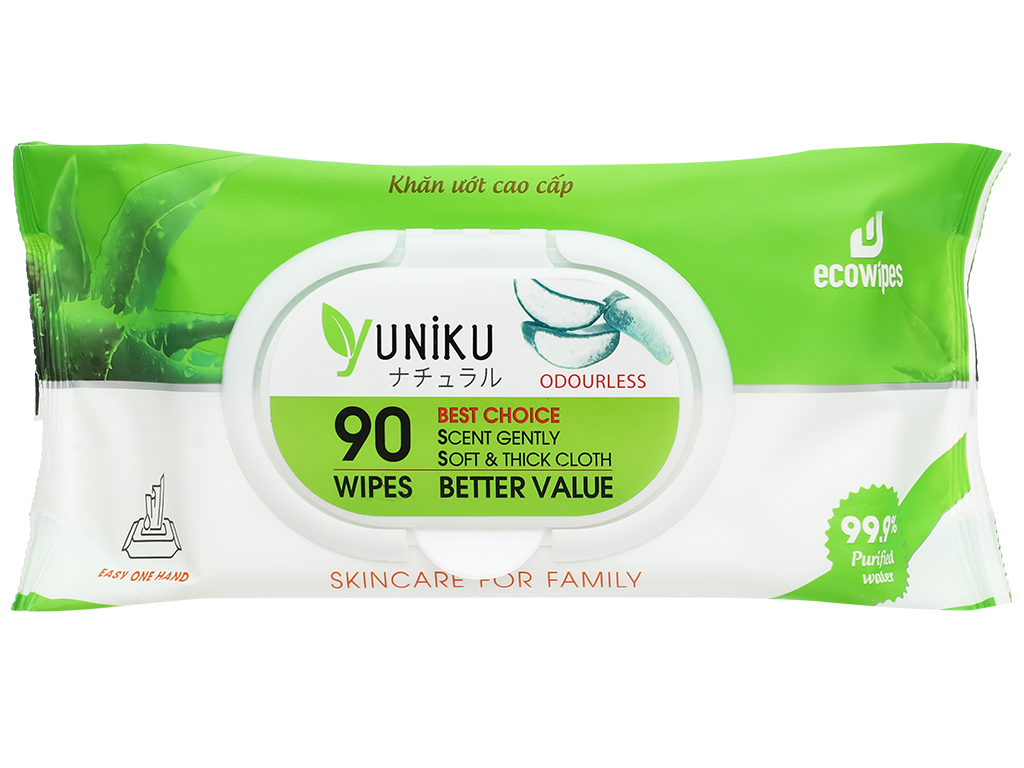 Khăn ướt cao cấp
ecowipes
yUNiKU
ナチュラル
ODOURLESS
90
WIPES
BEST CHOICE
SCENT GENTLY
SOFT & THICK CLOTH
BETTER VALUE
EASY ONE HAND
SKINCARE FOR FAMILY
99.9%
Purified
water